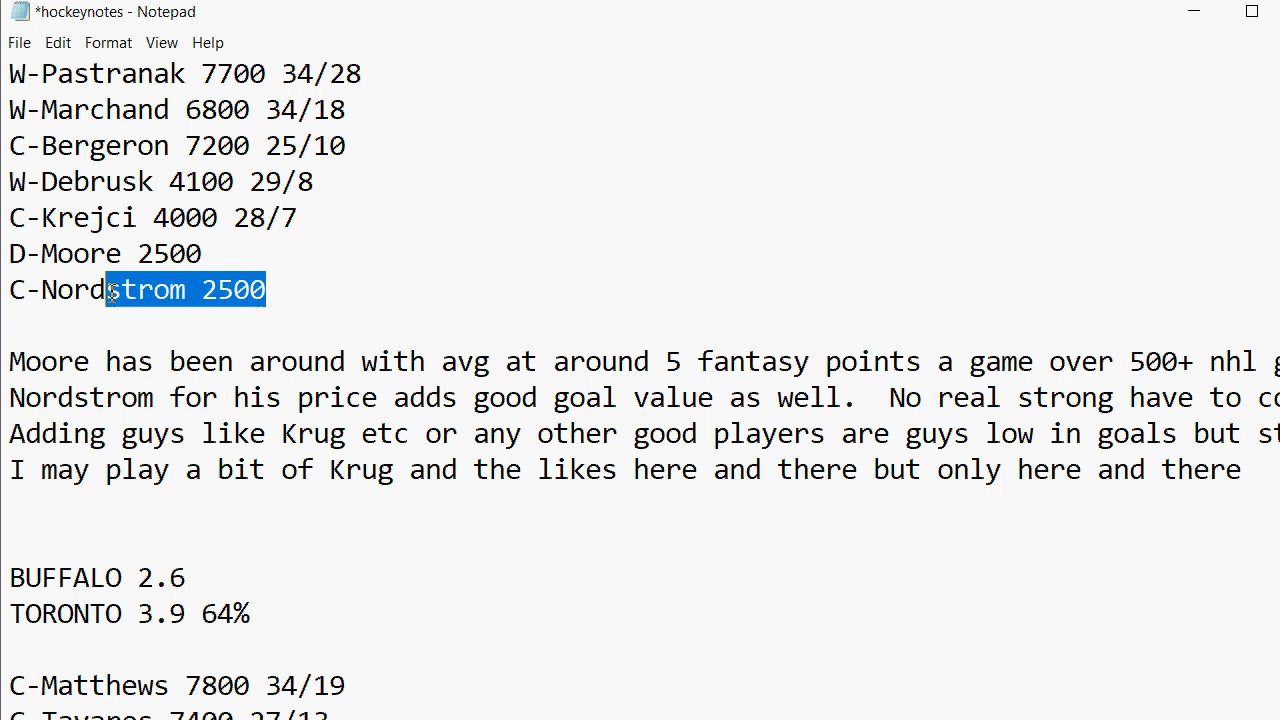 *hockeynotes - Notepad
File Edit Format View Help
W-Pastranak 7700 34/28
W-Marchand 6800 34/18
C-Bergeron 7200 25/10
W-Debrusk 4100 29/8
C-Krejci 4000 28/7
D-Moore 2500
C-Nordstrom 2500
Moore has been around with avg at around 5 fantasy points a game over 500+ nhl
Nordstrom for his price adds good goal value as well.  No real strong have to
Adding guys like Krug etc or any other good players are guys low in goals but
I may play a bit of Krug and the likes here and there but only here and there
BUFFALO 2.6
TORONTO 3.9 64%
C-Matthews 7800 34/19
C-Tavares 7400 27/13